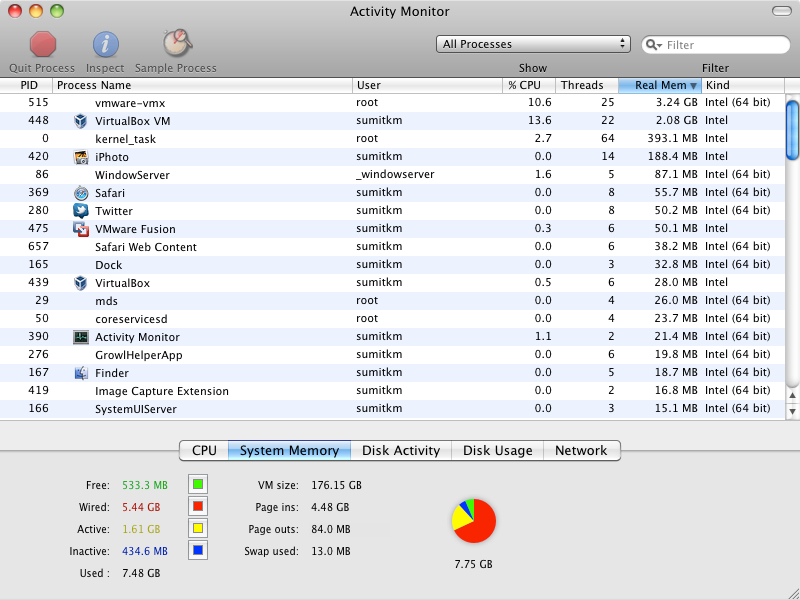 Activity Monitor
Quit Process Inspect Sample Process All Processes Show Filter Filter
PID Process Name User % CPU Threads Real Mem Kind
515 vmware-vmx root 10.6 25 3.24 GB Intel (64 bit)
448 VirtualBox VM sumitkm 13.6 22 2.08 GB Intel
0 kernel_task root 2.7 64 393.1 MB Intel
420 iPhoto sumitkm 0.0 14 188.4 MB Intel
86 WindowServer _windowserver 1.6 5 87.1 MB Intel (64 bit)
369 Safari sumitkm 0.0 8 55.7 MB Intel (64 bit)
280 Twitter sumitkm 0.0 8 50.2 MB Intel (64 bit)
475 VMware Fusion sumitkm 0.3 6 50.1 MB Intel
657 Safari Web Content sumitkm 0.0 6 38.2 MB Intel (64 bit)
165 Dock sumitkm 0.0 3 32.8 MB Intel (64 bit)
439 VirtualBox sumitkm 0.5 6 28.0 MB Intel
29 mds root 0.0 4 26.0 MB Intel (64 bit)
50 coreservicesd root 0.0 4 23.7 MB Intel (64 bit)
390 Activity Monitor sumitkm 1.1 2 21.4 MB Intel (64 bit)
276 GrowlHelperApp sumitkm 0.0 6 19.8 MB Intel (64 bit)
167 Finder sumitkm 0.0 5 18.7 MB Intel (64 bit)
419 Image Capture Extension sumitkm 0.0 2 16.8 MB Intel (64 bit)
166 SystemUIServer sumitkm 0.0 3 15.1 MB Intel (64 bit)
CPU System Memory Disk Activity Disk Usage Network
Free: 533.3 MB VM size: 176.15 GB
Wired: 5.44 GB Page ins: 4.48 GB
Active: 1.61 GB Page outs: 84.0 MB
Inactive: 434.6 MB Swap used: 13.0 MB
Used : 7.48 GB
7.75 GB